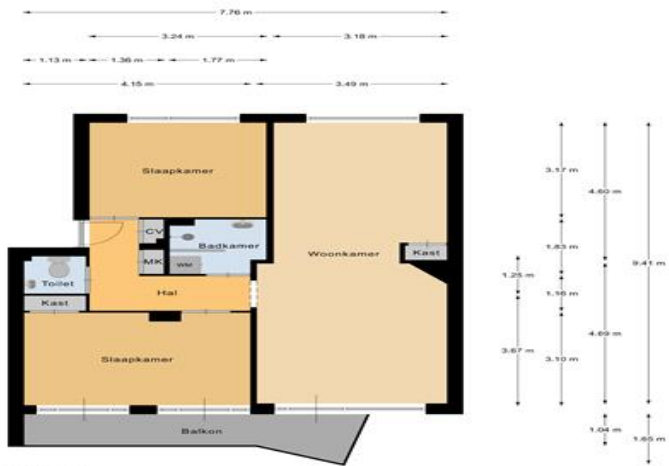 7.76 m
3.24 m 3.18 m
1.13 m 1.36 m 1.77 m
4.15 m 3.49 m
Slaapkamer
3.17 m
4.60 m
CV
Badkamer
1.83 m
Woonkamer
Kast
MK
WM
9.41 m
Toilet
1.25 m
Hal
1.16 m
Kast
4.69 m
Slaapkamer
3.67 m
3.10 m
Balkon
1.04 m
1.65 m